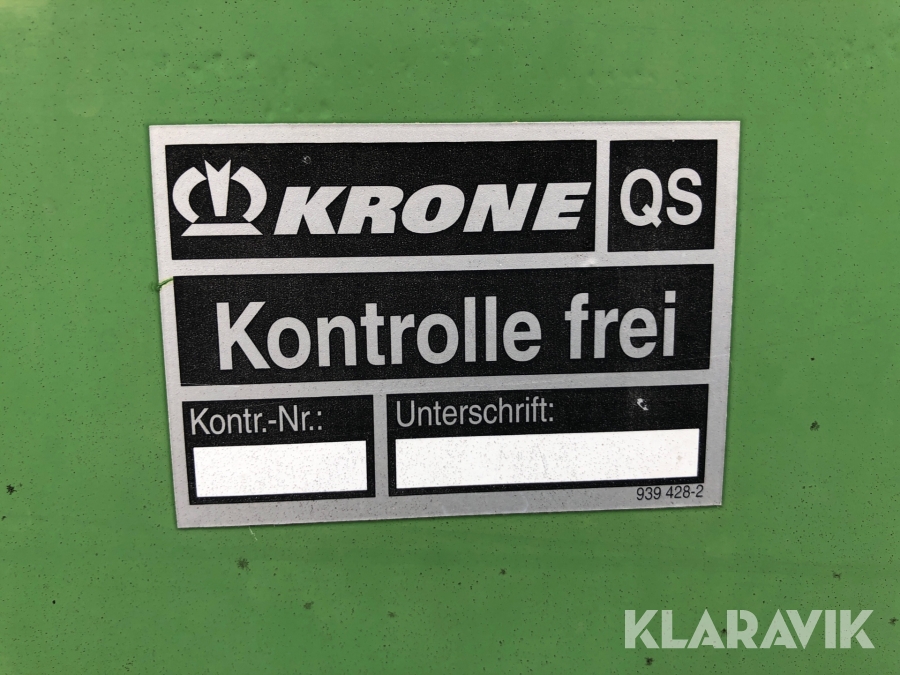 KRONE QS
Kontrolle frei
Kontr.-Nr.: Unterschrift:
939 428-2
KLARAVIK